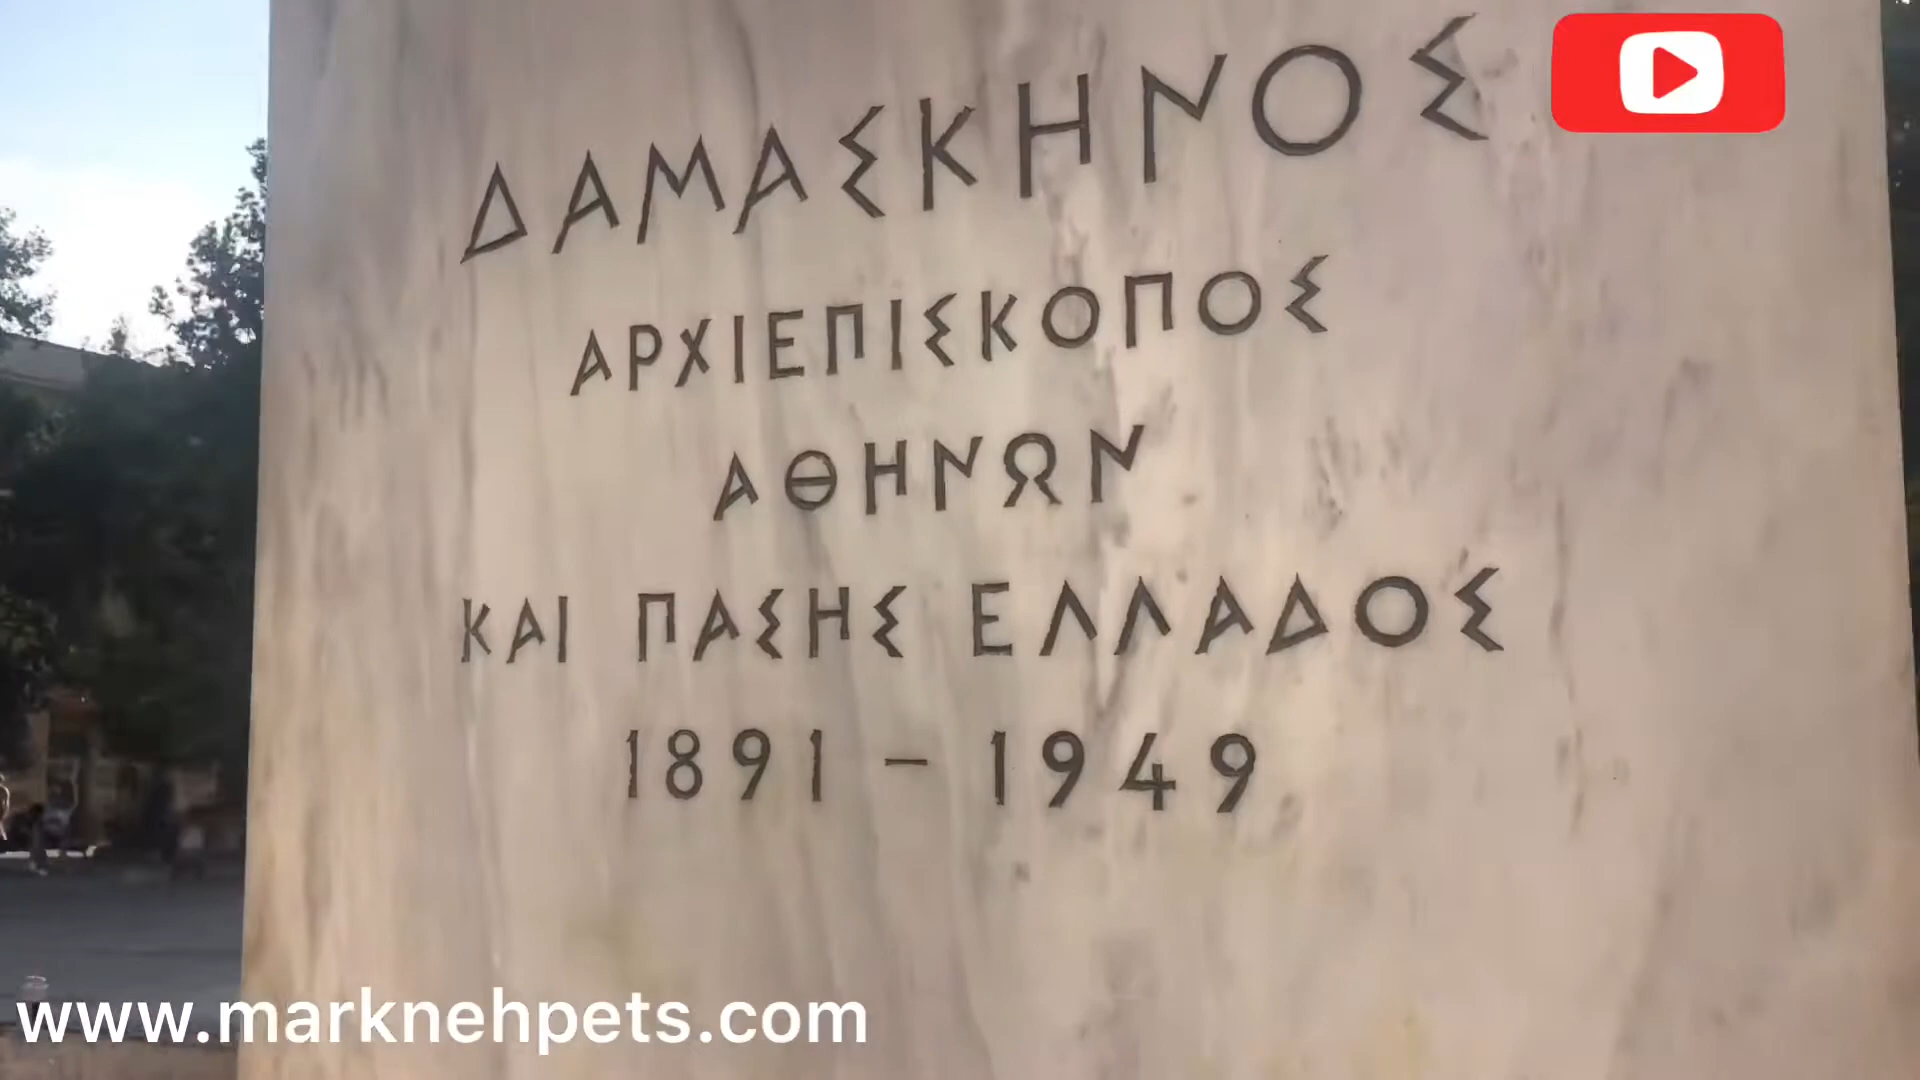 ΔΑΜΑΣΚΗΝΟΣ
ΑΡΧΙΕΠΙΣΚΟΠΟΣ
ΑΘΗΝΩΝ
ΚΑΙ ΠΑΣΗΣ ΕΛΛΑΔΟΣ
1891 – 1949
www.marknehpets.com